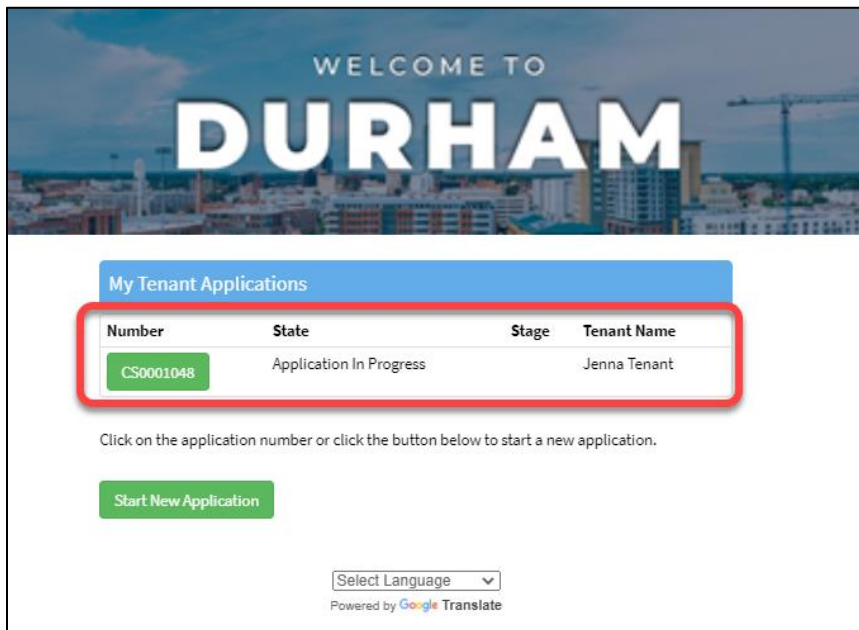 WELCOME TO
DURHAM
My Tenant Applications
Number State Stage Tenant Name
CS0001048 Application In Progress Jenna Tenant
Click on the application number or click the button below to start a new application.
Start New Application
Select Language
Powered by Google Translate